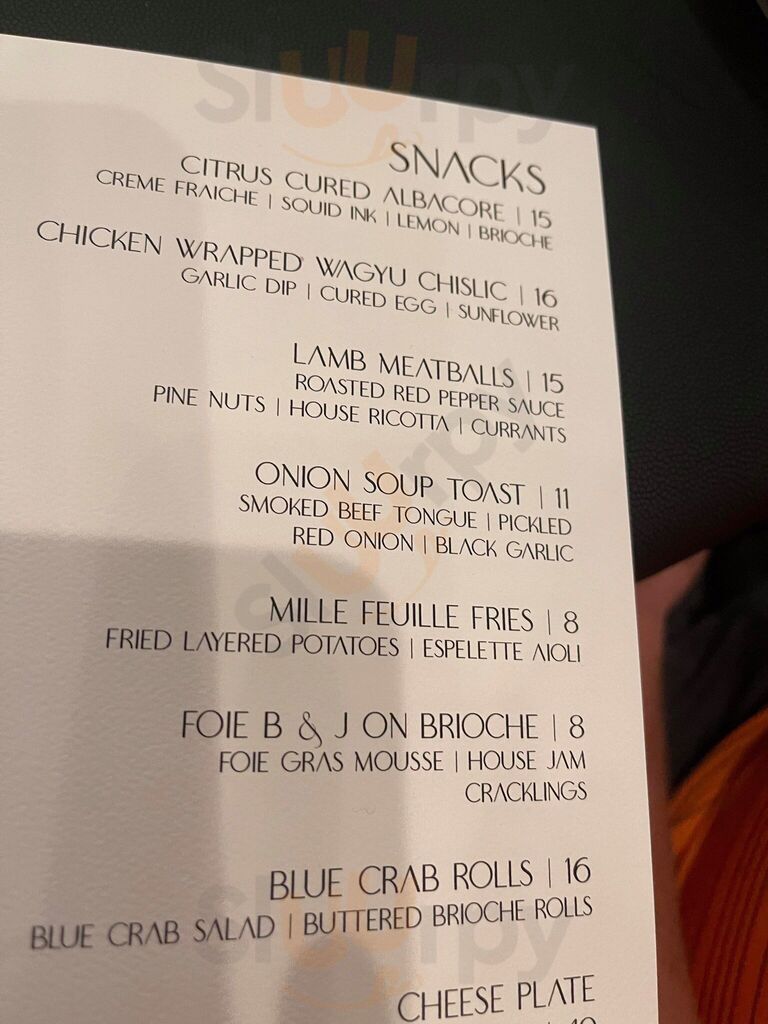 SNACKS
CITRUS CURED ALBACORE | 15
CREME FRAICHE | SQUID INK | LEMON | BRIOCHE
CHICKEN WRAPPED WAGYU CHISLIC | 16
GARLIC DIP | CURED EGG | SUNFLOWER
LAMB MEATBALLS | 15
ROASTED RED PEPPER SAUCE
PINE NUTS | HOUSE RICOTTA | CURRANTS
ONION SOUP TOAST | 11
SMOKED BEEF TONGUE | PICKLED
RED ONION | BLACK GARLIC
MILLE FEUILLE FRIES | 8
FRIED LAYERED POTATOES | ESPELETTE AIOLI
FOIE B & J ON BRIOCHE | 8
FOIE GRAS MOUSSE | HOUSE JAM
CRACKLINGS
BLUE CRAB ROLLS | 16
BLUE CRAB SALAD | BUTTERED BRIOCHE ROLLS
CHEESE PLATE
sluurpy
sluurpy
sluurpy